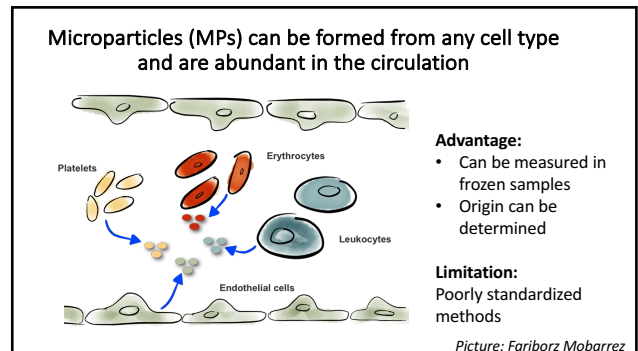 Microparticles (MPs) can be formed from any cell type
and are abundant in the circulation
Platelets
Erythrocytes
Leukocytes
Endothelial cells
Advantage:
• Can be measured in
frozen samples
• Origin can be
determined
Limitation:
Poorly standardized
methods
Picture: Fariborz Mobarrez